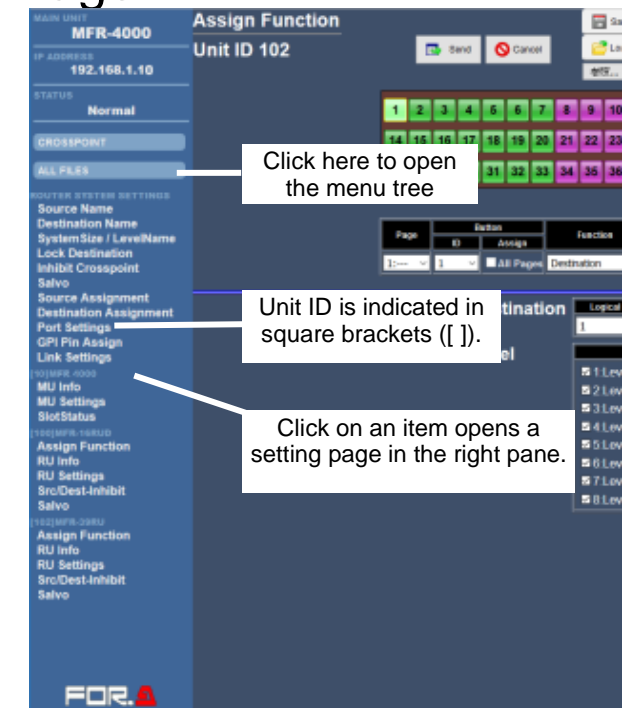 MAIN UNIT
MFR-4000
IP ADDRESS
192.168.1.10
STATUS
Normal
CROSSPOINT
ALL FILES
ROUTER SYSTEM SETTINGS
Source Name
Destination Name
SystemSize / LevelName
Lock Destination
Inhibit Crosspoint
Salvo
Source Assignment
Destination Assignment
Port Settings
GPI Pin Assign
Link Settings
[10]MFR-4000
MU Info
MU Settings
SlotStatus
[100]MFR-16RUD
Assign Function
RU Info
RU Settings
Src/Dest-Inhibit
Salvo
[102]MFR-39RU
Assign Function
RU Info
RU Settings
Src/Dest-Inhibit
Salvo
FOR.A
Assign Function
Unit ID 102
Send Cancel
1 2 3 4 5 6 7 8 9 10
14 15 16 17 18 19 20 21 22 23
31 32 33 34 35 36
Click here to open
the menu tree
Page Button Function
ID Assign
1:--- 1 All Pages Destination
Unit ID is indicated in
square brackets ([ ]).
tination Logical
1
el
1:Lev
2:Lev
3:Lev
4:Lev
5:Lev
6:Lev
7:Lev
8:Lev
Click on an item opens a
setting page in the right pane.